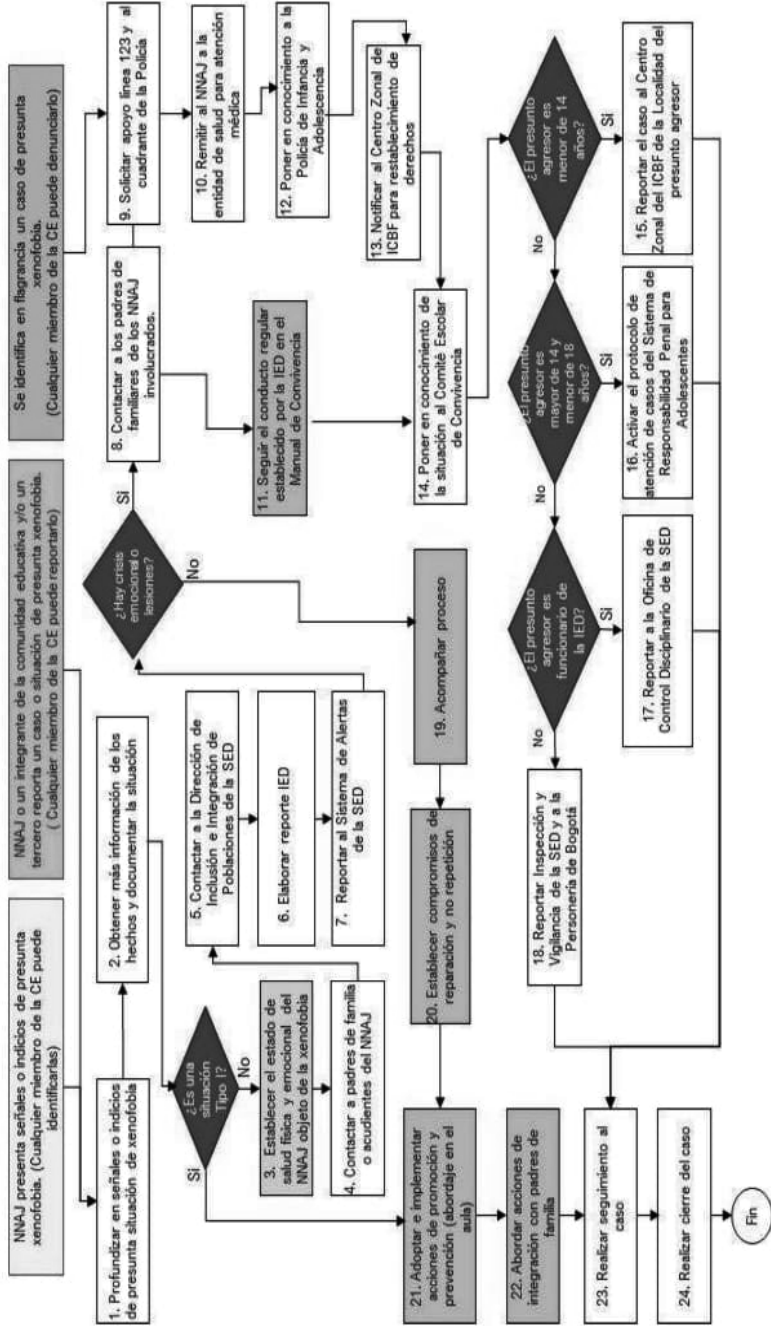 NNAJ presenta señales o indicios de presunta
xenofobia. (Cualquier miembro de la CE puede
identificarlas)
NNAJ o un integrante de la comunidad educativa y/o un
tercero reporta un caso o situación de presunta xenofobia.
( Cualquier miembro de la CE puede reportarlo)
Se identifica en flagrancia un caso de presunta
xenofobia.
(Cualquier miembro de la CE puede denunciarlo)
1. Profundizar en señales o indicios
de presunta situación de xenofobia
2. Obtener más información de los
hechos y documentar la situación
¿Es una
situación
Tipo I?
Si
No
3. Establecer el estado de
salud física y emocional del
NNAJ objeto de la xenofobia
4. Contactar a padres de familia
o acudientes del NNAJ
5. Contactar a la Dirección de
Inclusión e Integración de
Poblaciones de la SED
6. Elaborar reporte IED
7. Reportar al Sistema de Alertas
de la SED
¿Hay crisis
emocional o
lesiones?
Si
No
8. Contactar a los padres de
familiares de los NNAJ
involucrados.
9. Solicitar apoyo línea 123 y al
cuadrante de la Policía
10. Remitir al NNAJ a la
entidad de salud para atención
médica
11. Seguir el conducto regular
establecido por la IED en el
Manual de Convivencia
12. Poner en conocimiento a la
Policía de Infancia y
Adolescencia
13. Notificar al Centro Zonal de
ICBF para restablecimiento de
derechos
14. Poner en conocimiento de
la situación al Comité Escolar
de Convivencia
¿El presunto
agresor es
menor de 14
años?
Si
No
15. Reportar el caso al Centro
Zonal del ICBF de la Localidad del
presunto agresor
¿El presunto
agresor es
mayor de 14 y
menor de 18
años?
Si
No
16. Activar el protocolo de
atención de casos del Sistema de
Responsabilidad Penal para
Adolescentes
¿El presunto
agresor es
funcionario de
la IED?
Si
No
17. Reportar a la Oficina de
Control Disciplinario de la SED
18. Reportar Inspección y
Vigilancia de la SED y a la
Personería de Bogotá
19. Acompañar proceso
20. Establecer compromisos de
reparación y no repetición
21. Adoptar e implementar
acciones de promoción y
prevención (abordaje en el
aula)
22. Abordar acciones de
integración con padres de
familia
23. Realizar seguimiento al
caso
24. Realizar cierre del caso
Fin